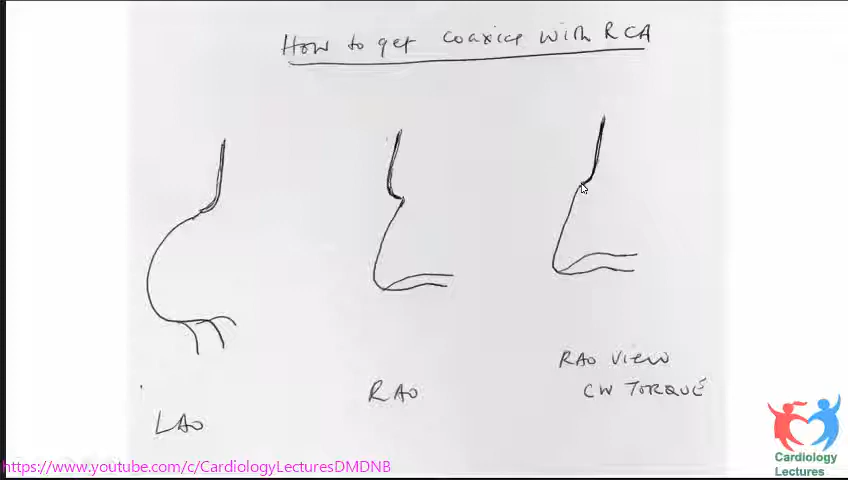 How to get coaxial with RCA
LAO
RAO
RAO VIEW
CW TORQUE
https://www.youtube.com/c/CardiologyLecturesDMDNB
Cardiology
Lectures